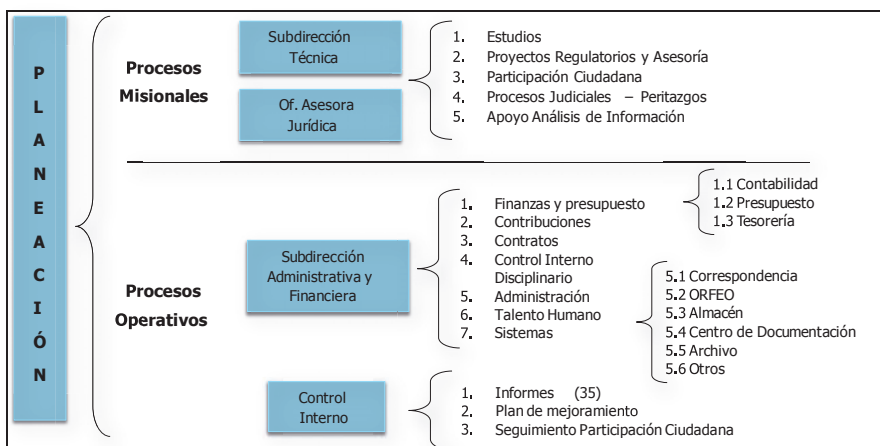 PLANEACIÓN
Procesos
Misionales
Subdirección
Técnica
Of. Asesora
Jurídica
1. Estudios
2. Proyectos Regulatorios y Asesoría
3. Participación Ciudadana
4. Procesos Judiciales – Peritazgos
5. Apoyo Análisis de Información
Procesos
Operativos
Subdirección
Administrativa y
Financiera
1. Finanzas y presupuesto
2. Contribuciones
3. Contratos
4. Control Interno
Disciplinario
5. Administración
6. Talento Humano
7. Sistemas
1.1 Contabilidad
1.2 Presupuesto
1.3 Tesorería
5.1 Correspondencia
5.2 ORFEO
5.3 Almacén
5.4 Centro de Documentación
5.5 Archivo
5.6 Otros
Control
Interno
1. Informes (35)
2. Plan de mejoramiento
3. Seguimiento Participación Ciudadana